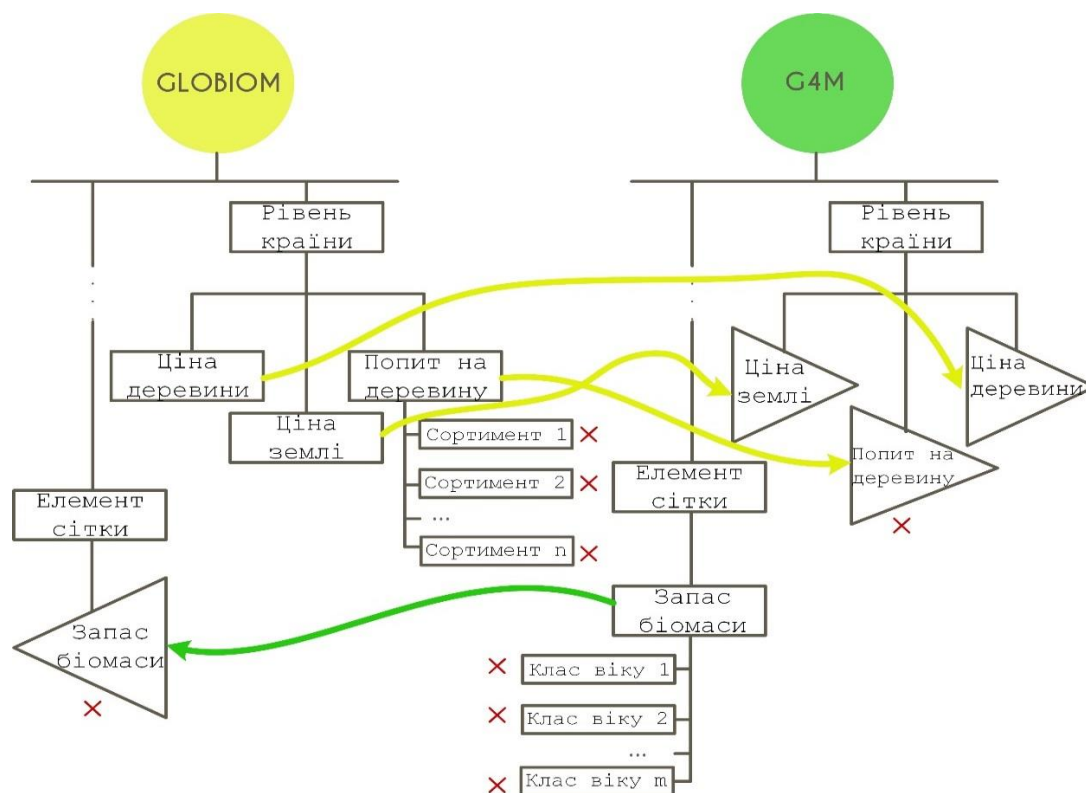 GLOBIOM
G4M
Рівень
країни
Рівень
країни
Ціна
деревини
Попит на
деревину
Ціна
землі
Ціна
землі
Ціна
деревини
Сортимент 1
Сортимент 2
...
Сортимент n
Попит на
деревину
Елемент
сітки
Елемент
сітки
Запас
біомаси
Запас
біомаси
Клас віку 1
Клас віку 2
...
Клас віку m